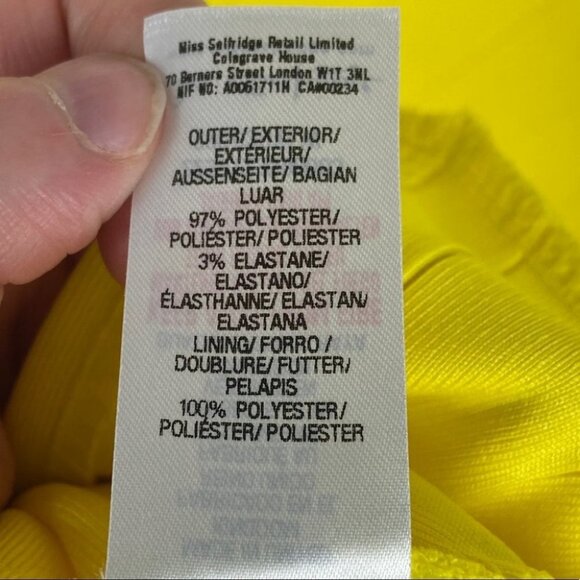 Miss Selfridge Retail Limited
Colegrave House
70 Berners Street London W1T 3NL
NIF NO: A0061711H CA#00234
OUTER/ EXTERIOR/
EXTÉRIEUR/
AUSSENSEITE/ BAGIAN
LUAR
97% POLYESTER/
POLIÉSTER/ POLIESTER
3% ELASTANE/
ELASTANO/
ÉLASTHANNE/ ELASTAN/
ELASTANA
LINING/ FORRO /
DOUBLURE/ FUTTER/
PELAPIS
100% POLYESTER/
POLIÉSTER/ POLIESTER